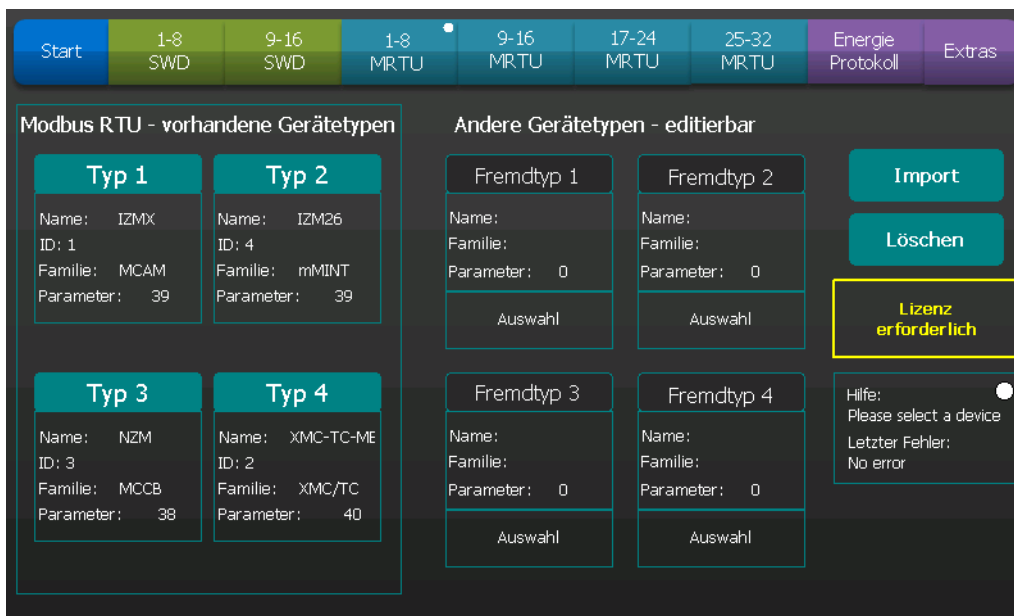 Start
1-8
SWD
9-16
SWD
1-8
MRTU
9-16
MRTU
17-24
MRTU
25-32
MRTU
Energie
Protokoll
Extras
Modbus RTU - vorhandene Gerätetypen
Typ 1
Name: IZMX
ID: 1
Familie: MCAM
Parameter: 39
Typ 2
Name: IZM26
ID: 4
Familie: mMINT
Parameter: 39
Typ 3
Name: NZM
ID: 3
Familie: MCCB
Parameter: 38
Typ 4
Name: XMC-TC-ME
ID: 2
Familie: XMC/TC
Parameter: 40
Andere Gerätetypen - editierbar
Fremdtyp 1
Name:
Familie:
Parameter: 0
Auswahl
Fremdtyp 2
Name:
Familie:
Parameter: 0
Auswahl
Fremdtyp 3
Name:
Familie:
Parameter: 0
Auswahl
Fremdtyp 4
Name:
Familie:
Parameter: 0
Auswahl
Import
Löschen
Lizenz
erforderlich
Hilfe:
Please select a device
Letzter Fehler:
No error